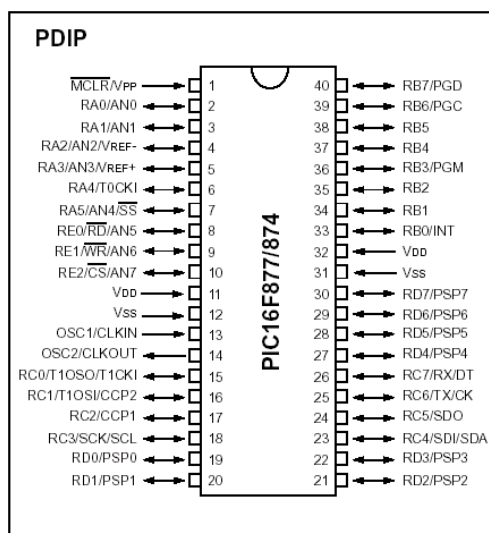 PDIP
MCLR/VPP 1 40 RB7/PGD
RA0/AN0 2 39 RB6/PGC
RA1/AN1 3 38 RB5
RA2/AN2/VREF- 4 37 RB4
RA3/AN3/VREF+ 5 36 RB3/PGM
RA4/T0CKI 6 35 RB2
RA5/AN4/SS 7 34 RB1
RE0/RD/AN5 8 33 RB0/INT
RE1/WR/AN6 9 32 VDD
RE2/CS/AN7 10 31 VSS
VDD 11 30 RD7/PSP7
VSS 12 29 RD6/PSP6
OSC1/CLKIN 13 28 RD5/PSP5
OSC2/CLKOUT 14 27 RD4/PSP4
RC0/T1OSO/T1CKI 15 26 RC7/RX/DT
RC1/T1OSI/CCP2 16 25 RC6/TX/CK
RC2/CCP1 17 24 RC5/SDO
RC3/SCK/SCL 18 23 RC4/SDI/SDA
RD0/PSP0 19 22 RD3/PSP3
RD1/PSP1 20 21 RD2/PSP2
PIC16F877/874